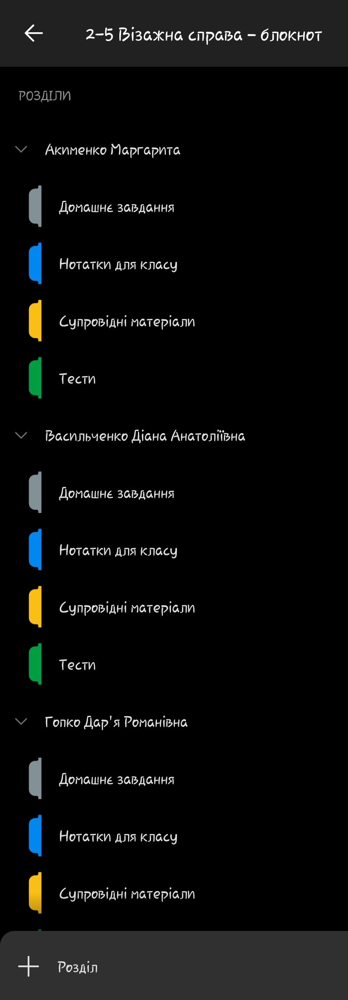 2-5 Візажна справа - блокнот
РОЗДІЛИ
Акименко Маргарита
Домашнє завдання
Нотатки для класу
Супровідні матеріали
Тести
Васильченко Діана Анатоліївна
Домашнє завдання
Нотатки для класу
Супровідні матеріали
Тести
Гопко Дар'я Романівна
Домашнє завдання
Нотатки для класу
Супровідні матеріали
Розділ